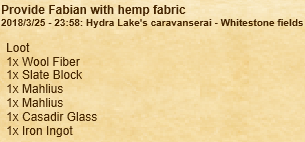 Provide Fabian with hemp fabric
2018/3/25 - 23:58: Hydra Lake's caravanserai - Whitestone fields
Loot
1x Wool Fiber
1x Slate Block
1x Mahlius
1x Mahlius
1x Casadir Glass
1x Iron Ingot